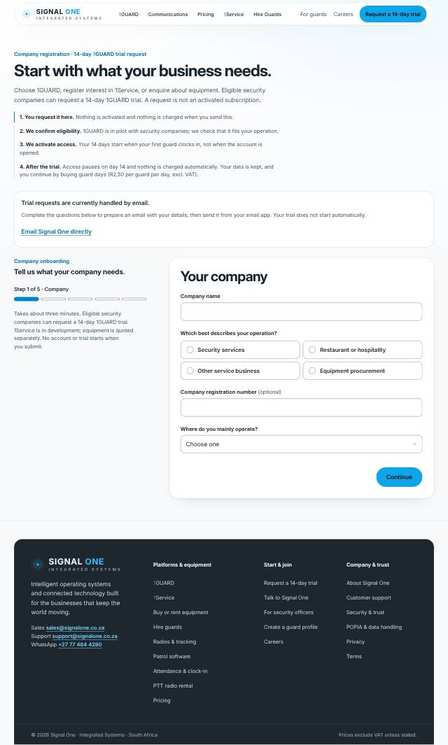 SIGNAL ONE
INTEGRATED SYSTEMS
1GUARD
Communications
Pricing
1Service
Hire Guards
For guards
Careers
Request a 14-day trial
Company registration · 14-day 1GUARD trial request
Start with what your business needs.
Choose 1GUARD, register interest in 1Service, or enquire about equipment. Eligible security
companies can request a 14-day 1GUARD trial. A request is not an activated subscription.
1. You request it here. Nothing is activated and nothing is charged when you send this.
2. We confirm eligibility. 1GUARD is in pilot with security companies; we check that it fits your operation.
3. We activate access. Your 14 days start when your first guard clocks in, not when the account is
opened.
4. After the trial. Access pauses on day 14 and nothing is charged automatically. Your data is kept, and
you continue by buying guard days (R2,30 per guard per day, excl. VAT).
Trial requests are currently handled by email.
Complete the questions below to prepare an email with your details, then send it from your email app. Your trial does not start automatically.
Email Signal One directly
Company onboarding
Tell us what your company needs.
Step 1 of 5 · Company
Takes about three minutes. Eligible security
companies can request a 14-day 1GUARD trial.
1Service is in development; equipment is quoted
separately. No account or trial starts when
you submit.
Your company
Company name
Which best describes your operation?
Security services
Restaurant or hospitality
Other service business
Equipment procurement
Company registration number (optional)
Where do you mainly operate?
Choose one
Continue
SIGNAL ONE
INTEGRATED SYSTEMS
Intelligent operating systems
and connected technology built
for the businesses that keep the
world moving.
Sales sales@signalone.co.za
Support support@signalone.co.za
WhatsApp +27 77 464 4280
Platforms & equipment
1GUARD
1Service
Buy or rent equipment
Hire guards
Radios & tracking
Patrol software
Attendance & clock-in
PTT radio rental
Pricing
Start & join
Request a 14-day trial
Talk to Signal One
For security officers
Create a guard profile
Careers
Company & trust
About Signal One
Customer support
Security & trust
POPIA & data handling
Privacy
Terms
© 2026 Signal One · Integrated Systems · South Africa
Prices exclude VAT unless stated.